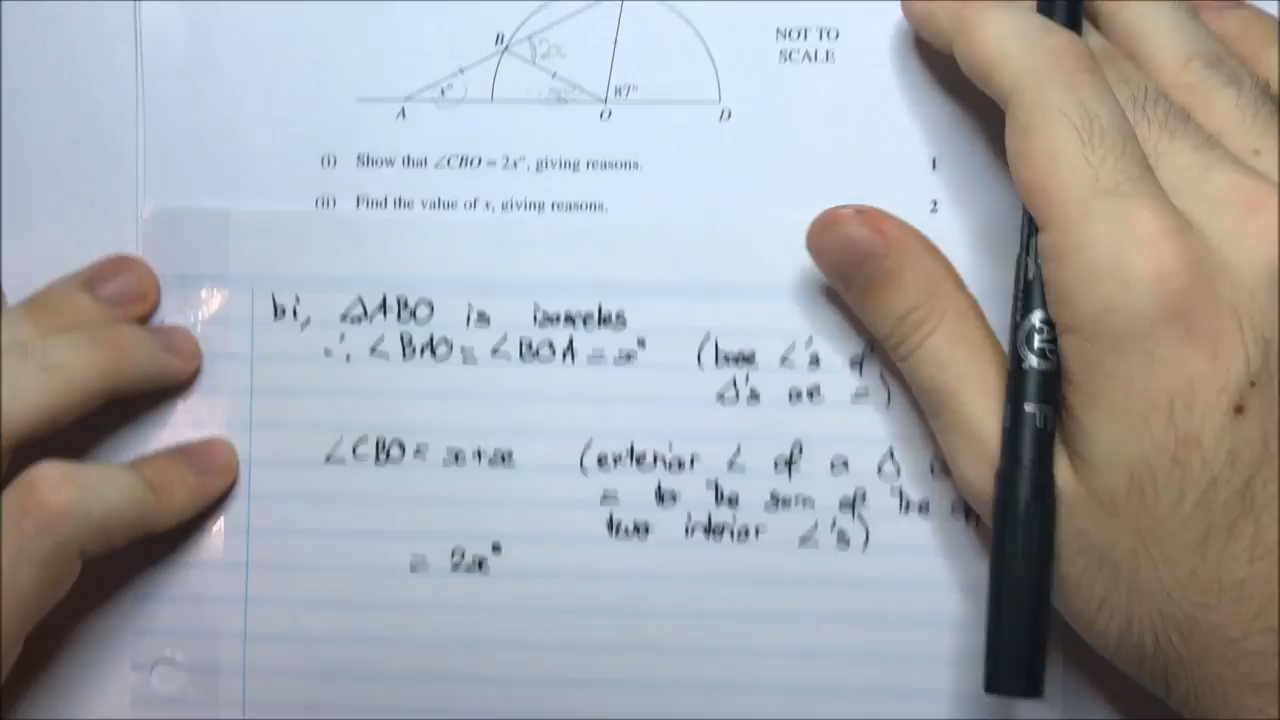 NOT TO
SCALE
B
2x
x°
87°
A
O
D
(i) Show that ∠CBO = 2x°, giving reasons.
1
(ii) Find the value of x, giving reasons.
2
bi, △ABO is isosceles
∴ ∠BAO = ∠BOA = x° (base ∠'s of
△'s are =)
∠CBO = x+x (exterior ∠ of a △
= to the sum of the
two interior ∠'s)
= 2x°